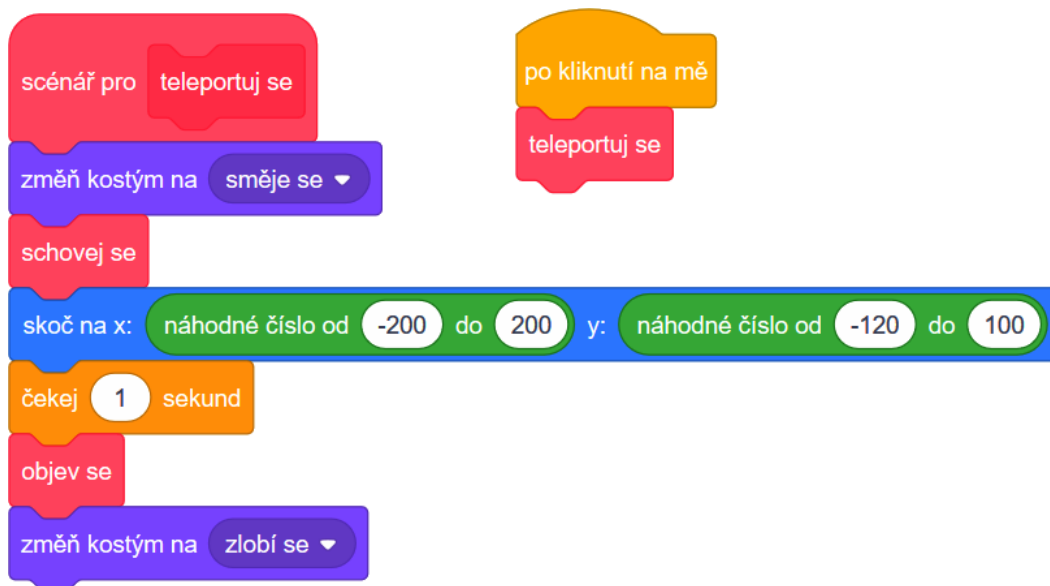 scénář pro teleportuj se
změň kostým na směje se
schovej se
skoč na x: náhodné číslo od -200 do 200 y: náhodné číslo od -120 do 100
čekej 1 sekund
objev se
změň kostým na zlobí se
po kliknutí na mě
teleportuj se